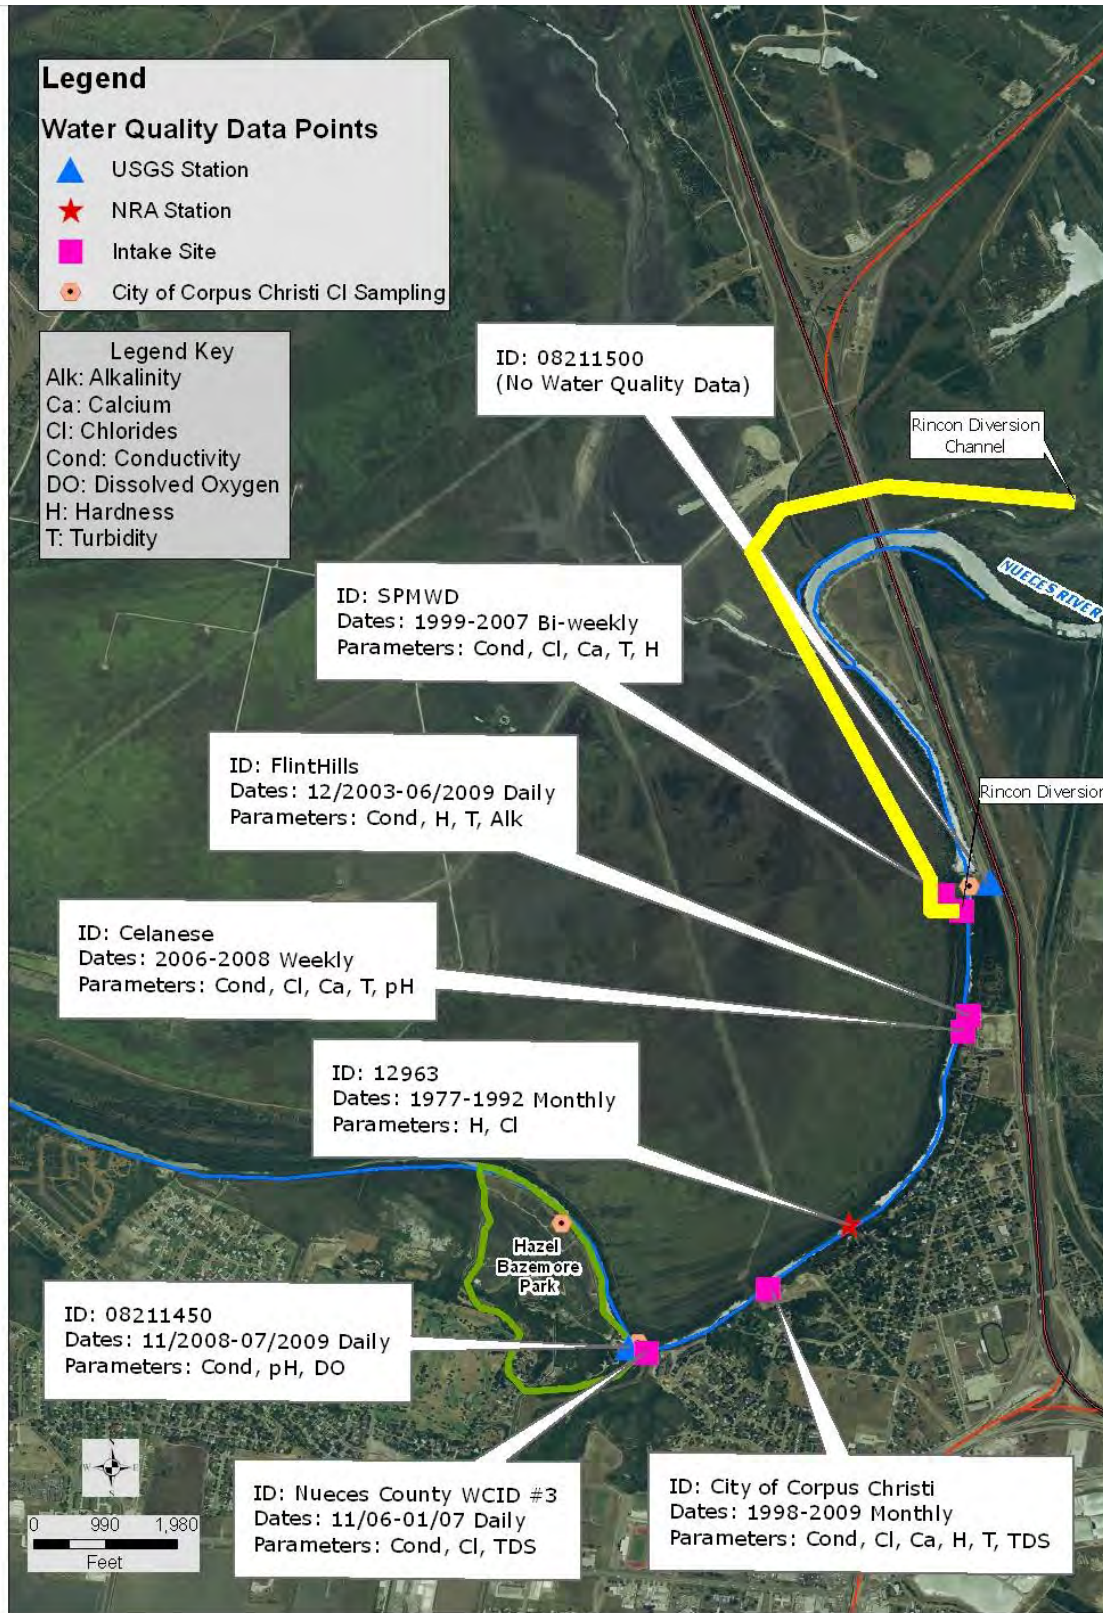 Legend
Water Quality Data Points
USGS Station
NRA Station
Intake Site
City of Corpus Christi Cl Sampling
Legend Key
Alk: Alkalinity
Ca: Calcium
Cl: Chlorides
Cond: Conductivity
DO: Dissolved Oxygen
H: Hardness
T: Turbidity
ID: 08211500
(No Water Quality Data)
Rincon Diversion
Channel
NUECES RIVER
ID: SPMWD
Dates: 1999-2007 Bi-weekly
Parameters: Cond, Cl, Ca, T, H
ID: FlintHills
Dates: 12/2003-06/2009 Daily
Parameters: Cond, H, T, Alk
Rincon Diversion
ID: Celanese
Dates: 2006-2008 Weekly
Parameters: Cond, Cl, Ca, T, pH
ID: 12963
Dates: 1977-1992 Monthly
Parameters: H, Cl
Hazel
Bazemore
Park
ID: 08211450
Dates: 11/2008-07/2009 Daily
Parameters: Cond, pH, DO
N
W E
S
0 990 1,980
Feet
ID: Nueces County WCID #3
Dates: 11/06-01/07 Daily
Parameters: Cond, Cl, TDS
ID: City of Corpus Christi
Dates: 1998-2009 Monthly
Parameters: Cond, Cl, Ca, H, T, TDS